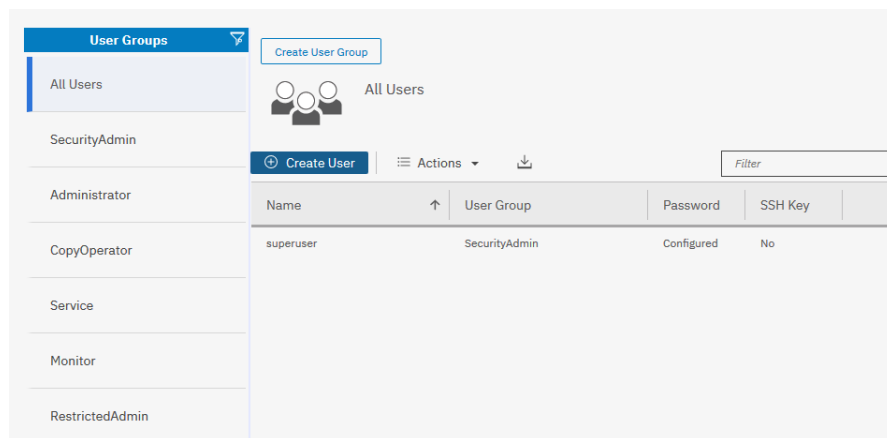 User Groups
All Users
SecurityAdmin
Administrator
CopyOperator
Service
Monitor
RestrictedAdmin
Create User Group
All Users
Create User
Actions
Filter
Name User Group Password SSH Key
superuser SecurityAdmin Configured No